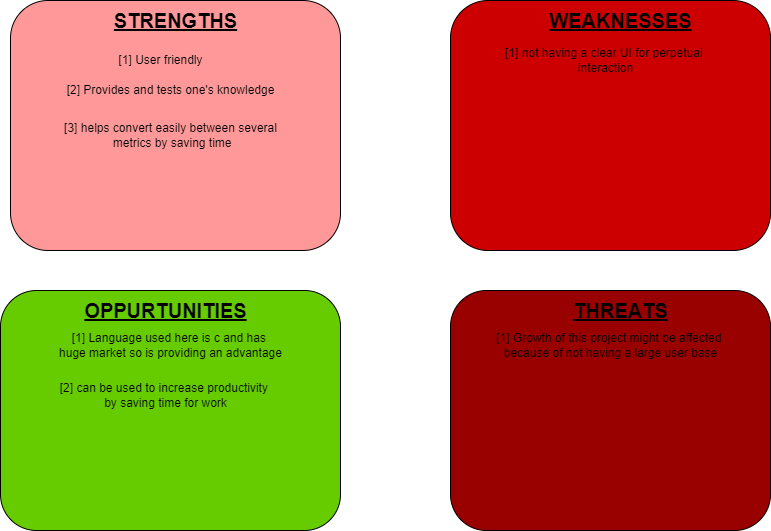 STRENGTHS
[1] User friendly
[2] Provides and tests one's knowledge
[3] helps convert easily between several
metrics by saving time
WEAKNESSES
[1] not having a clear UI for perpetual
interaction
OPPURTUNITIES
[1] Language used here is c and has
huge market so is providing an advantage
[2] can be used to increase productivity
by saving time for work
THREATS
[1] Growth of this project might be affected
because of not having a large user base